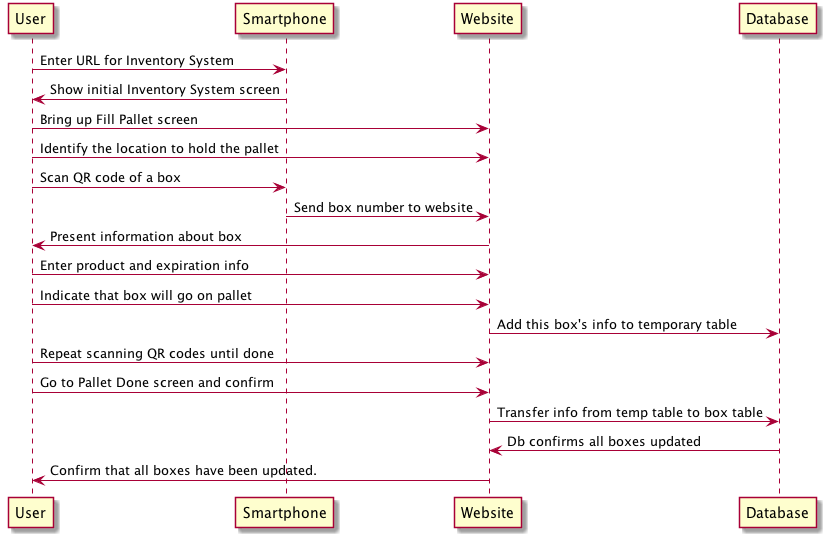 User Smartphone Website Database
Enter URL for Inventory System
Show initial Inventory System screen
Bring up Fill Pallet screen
Identify the location to hold the pallet
Scan QR code of a box
Send box number to website
Present information about box
Enter product and expiration info
Indicate that box will go on pallet
Add this box's info to temporary table
Repeat scanning QR codes until done
Go to Pallet Done screen and confirm
Transfer info from temp table to box table
Db confirms all boxes updated
Confirm that all boxes have been updated.
User Smartphone Website Database